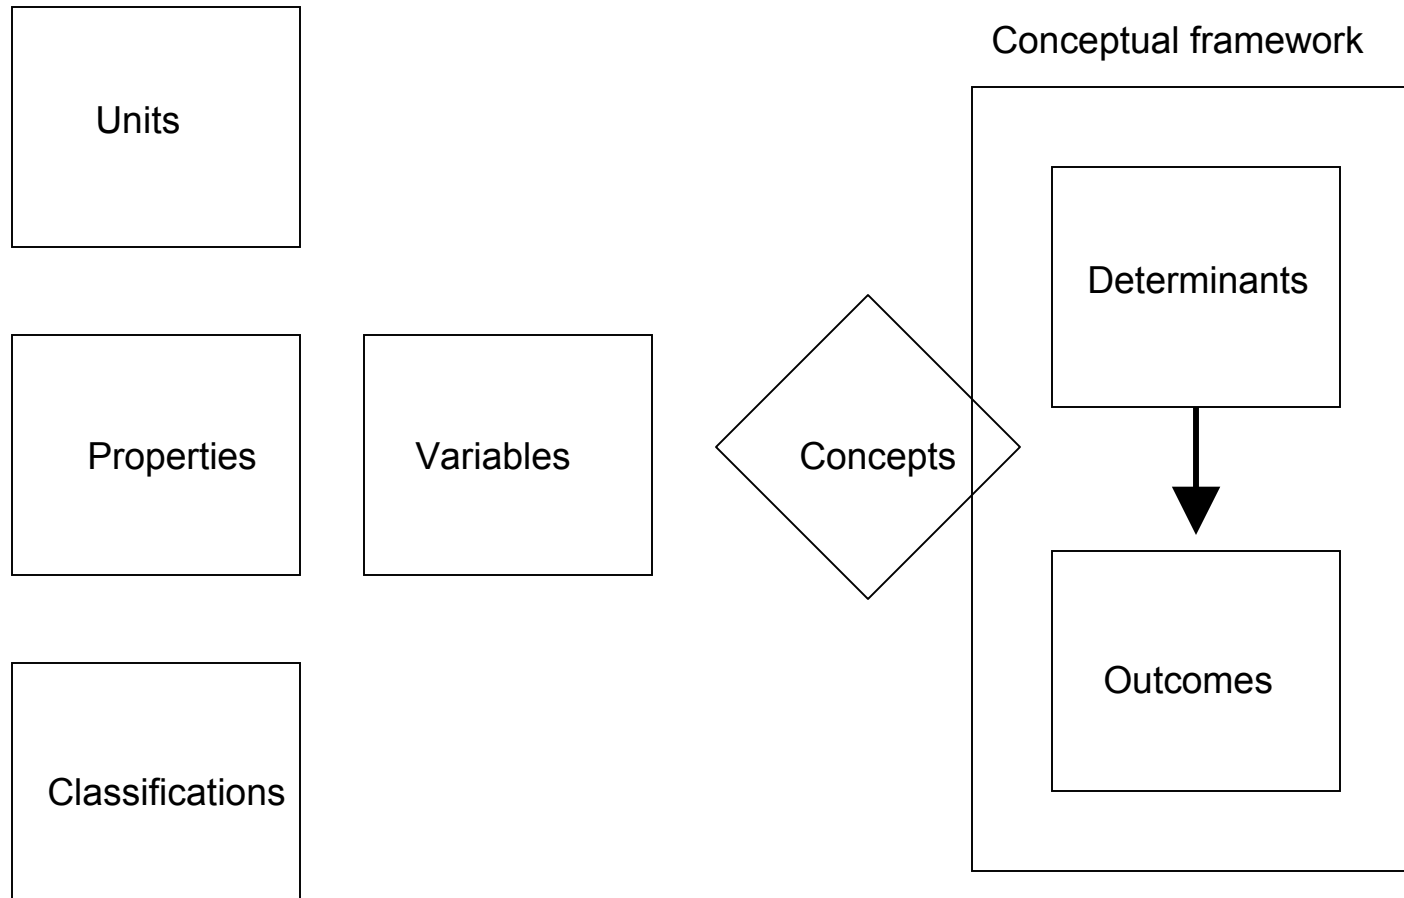 Conceptual framework
Units
Determinants
Properties
Variables
Concepts
Outcomes
Classifications